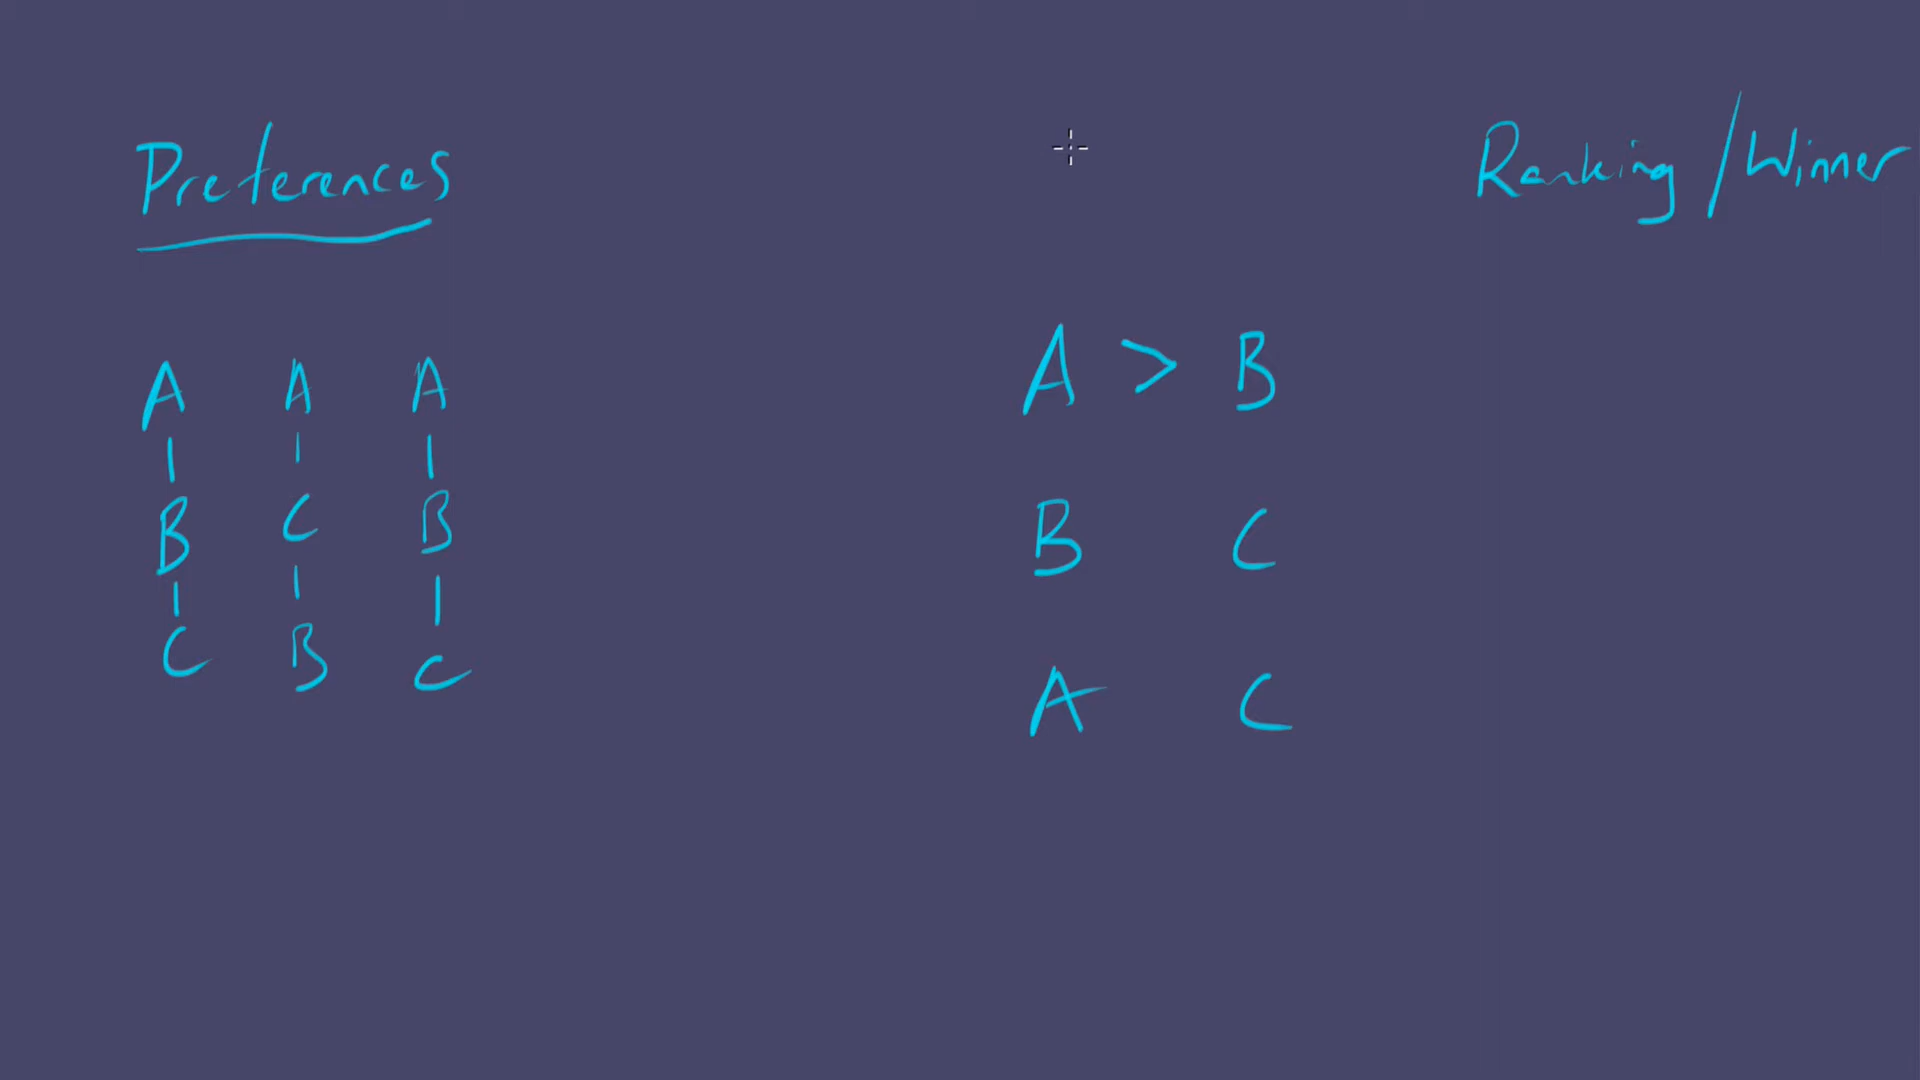 Preferences
Ranking / Winner
A A A
B C B
C B C
A > B
B C
A C